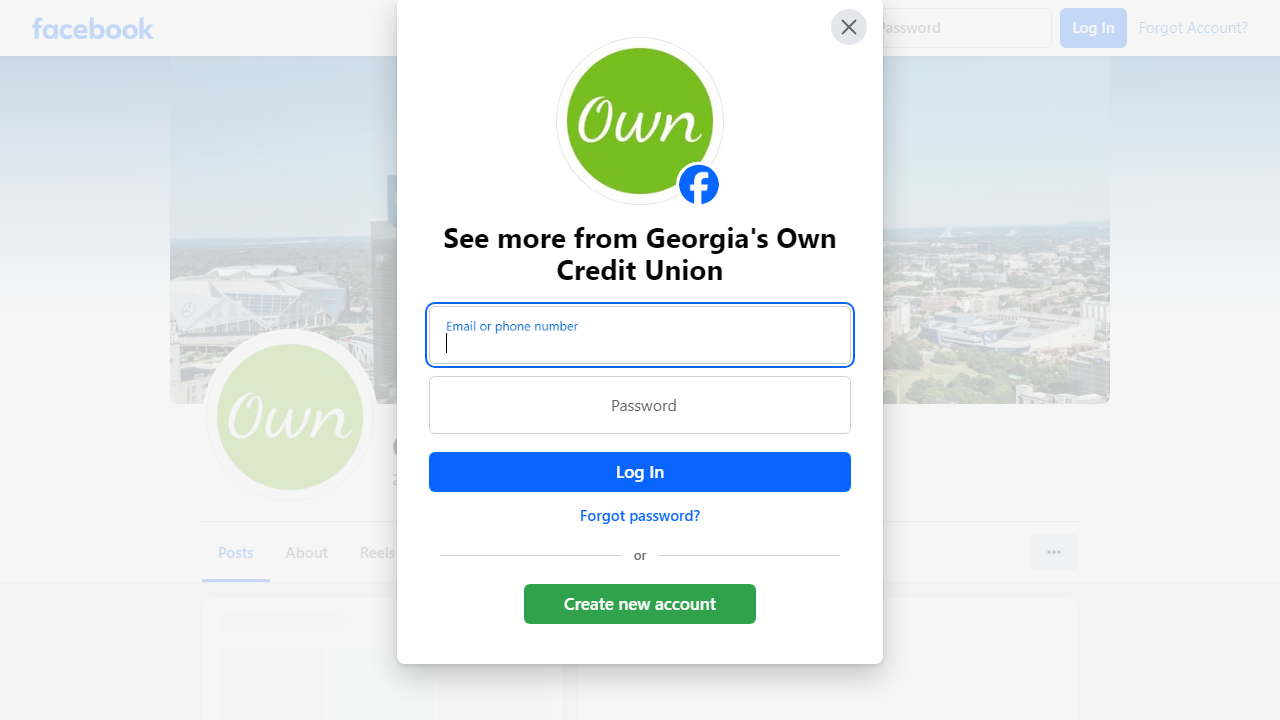 facebook
Password
Log In
Forgot Account?
Own
See more from Georgia's Own
Credit Union
Email or phone number
Password
Log In
Forgot password?
or
Create new account
Own
Posts
About
Reels